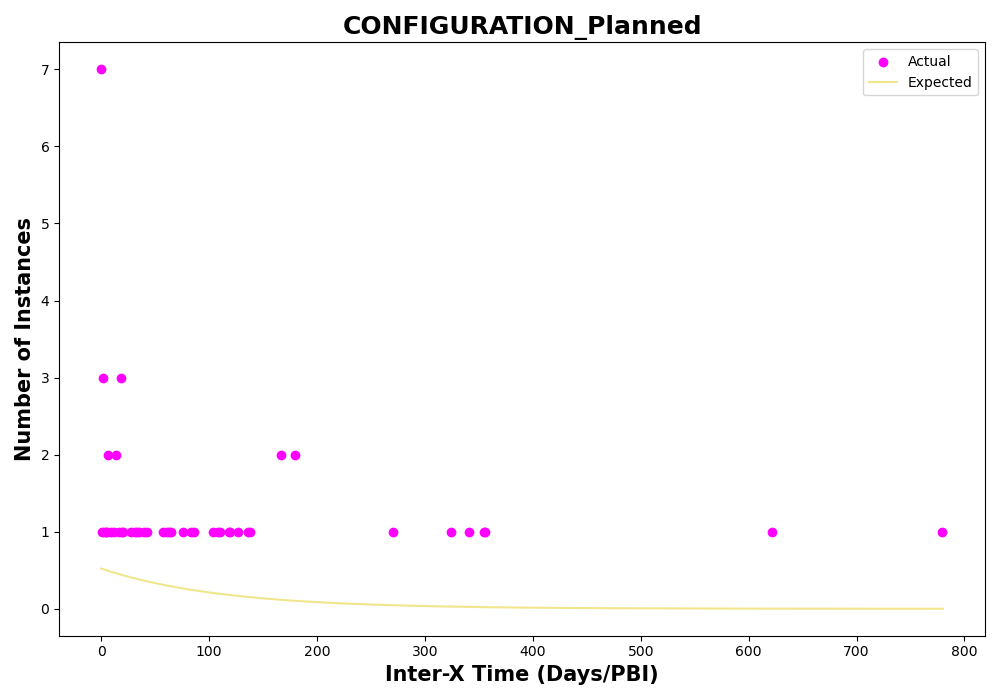 CONFIGURATION_Planned
Actual
Expected
7
6
5
4
3
2
1
0
Number of Instances
0 100 200 300 400 500 600 700 800
Inter-X Time (Days/PBI)